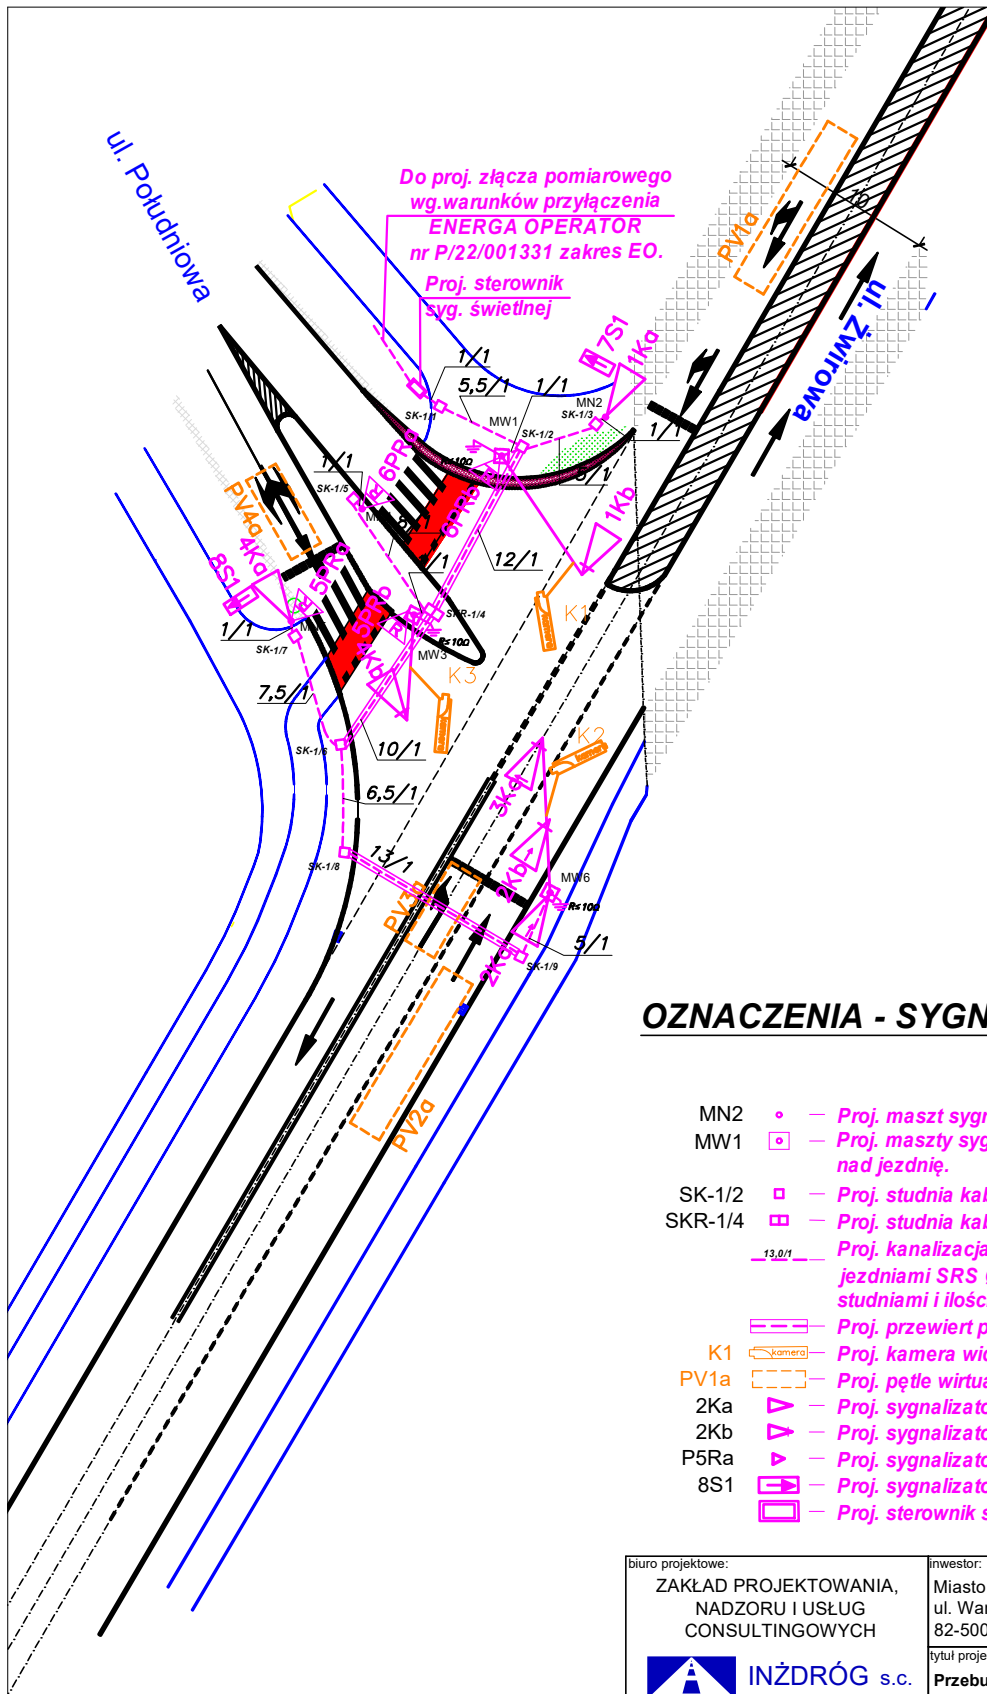 ul. Południowa
Do proj. złącza pomiarowego
wg.warunków przyłączenia
ENERGA OPERATOR
nr P/22/001331 zakres EO.
Proj. sterownik
syg. świetlnej
PV1a
10
ul. Żwirowa
7S1
1Ka
1/1
5,5/1
1/1
MN2
SK-1/1
MW1
SK-1/3
SK-1/2
1/1
6PRa
1/1
SK-1/5
6PRb
1Kb
12/1
PV4a
4Ka
8S1
5PRa
5PRb
SKR-1/4
R≤10Ω
K1
1/1
SK-1/7
MW3
4Kb
K3
7,5/1
SK-1/6
10/1
K2
kamera
3Ka
6,5/1
SK-1/8
13/1
2Kb
MW6
R≤10Ω
PV3a
5/1
2Ka
SK-1/9
PV2a
OZNACZENIA - SYGN
MN2 Proj. maszt sygn
MW1 Proj. maszty syg
nad jezdnię.
SK-1/2 Proj. studnia kab
SKR-1/4 Proj. studnia kab
13,0/1 Proj. kanalizacja
jezdniami SRS
studniami i ilości
Proj. przewiert p
K1 kamera Proj. kamera wid
PV1a Proj. pętle wirtua
2Ka Proj. sygnalizato
2Kb Proj. sygnalizato
P5Ra Proj. sygnalizato
8S1 Proj. sygnalizato
Proj. sterownik s
biuro projektowe:
ZAKŁAD PROJEKTOWANIA,
NADZORU I USŁUG
CONSULTINGOWYCH
INŻDRÓG s.c.
inwestor:
Miasto
ul. War
82-500
tytuł proje
Przebu